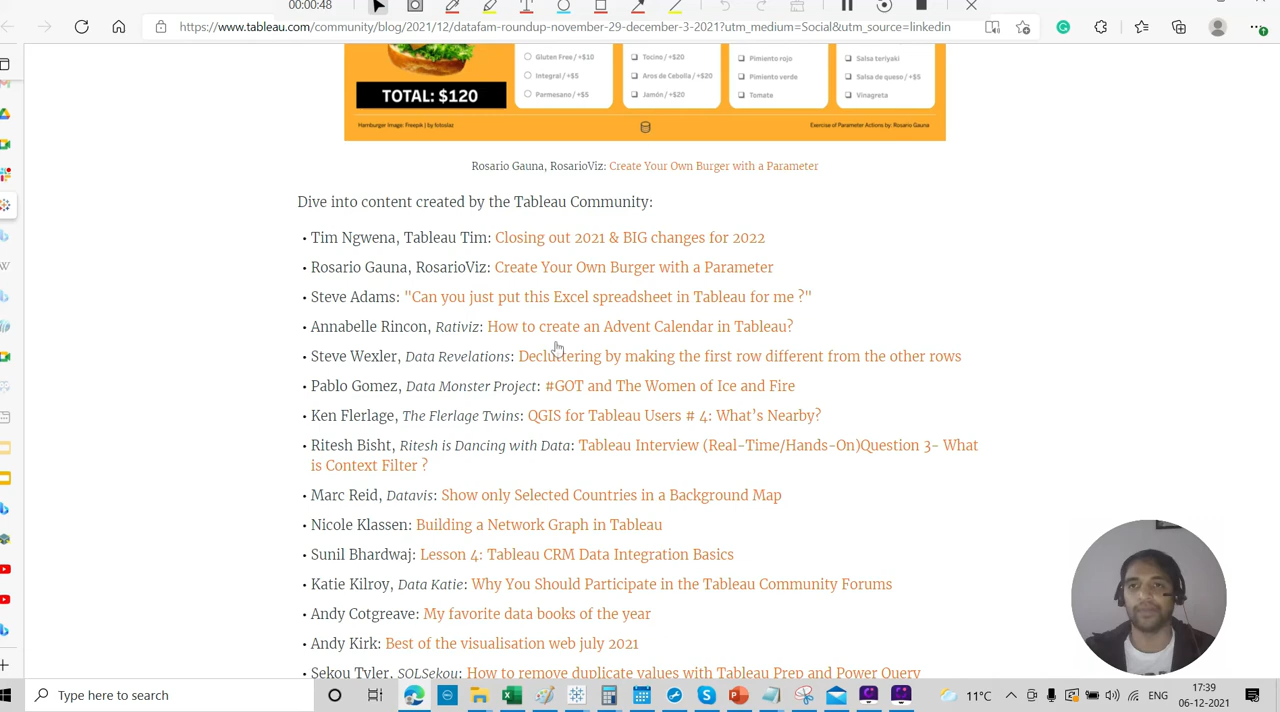 00:00:48
https://www.tableau.com/community/blog/2021/12/datafam-roundup-november-29-december-3-2021?utm_medium=Social&utm_source=linkedin
Gluten Free / +$10
Integral / +$5
Parmesano / +$5
Tocino / +$20
Aros de Cebolla / +$20
Jamón / +$20
Pimiento rojo
Pimiento verde
Tomate
Salsa teriyaki
Salsa de queso / +$5
Vinagreta
TOTAL: $120
Hamburger Image: Freepik | by fotoslaz
Exercise of Parameter Actions by: Rosario Gauna
Rosario Gauna, RosarioViz: Create Your Own Burger with a Parameter
Dive into content created by the Tableau Community:
• Tim Ngwena, Tableau Tim: Closing out 2021 & BIG changes for 2022
• Rosario Gauna, RosarioViz: Create Your Own Burger with a Parameter
• Steve Adams: "Can you just put this Excel spreadsheet in Tableau for me ?"
• Annabelle Rincon, Rativiz: How to create an Advent Calendar in Tableau?
• Steve Wexler, Data Revelations: Decluttering by making the first row different from the other rows
• Pablo Gomez, Data Monster Project: #GOT and The Women of Ice and Fire
• Ken Flerlage, The Flerlage Twins: QGIS for Tableau Users # 4: What's Nearby?
• Ritesh Bisht, Ritesh is Dancing with Data: Tableau Interview (Real-Time/Hands-On)Question 3- What
is Context Filter ?
• Marc Reid, Datavis: Show only Selected Countries in a Background Map
• Nicole Klassen: Building a Network Graph in Tableau
• Sunil Bhardwaj: Lesson 4: Tableau CRM Data Integration Basics
• Katie Kilroy, Data Katie: Why You Should Participate in the Tableau Community Forums
• Andy Cotgreave: My favorite data books of the year
• Andy Kirk: Best of the visualisation web july 2021
• Sekou Tyler, SOLSekou: How to remove duplicate values with Tableau Prep and Power Query
Type here to search
11°C
ENG
17:39
06-12-2021